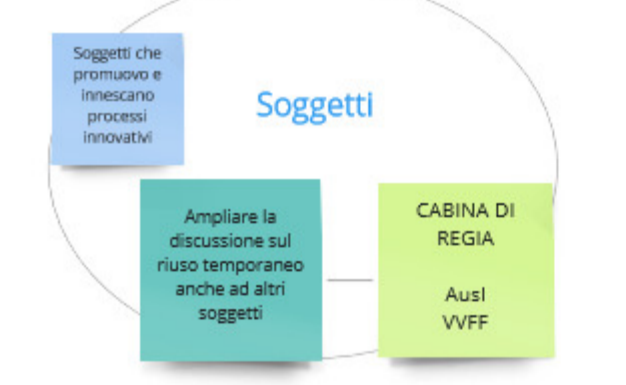 Soggetti che
promuovo e
innescano
processi
innovativi
Soggetti
Ampliare la
discussione sul
riuso temporaneo
anche ad altri
soggetti
CABINA DI
REGIA
Ausl
VVFF